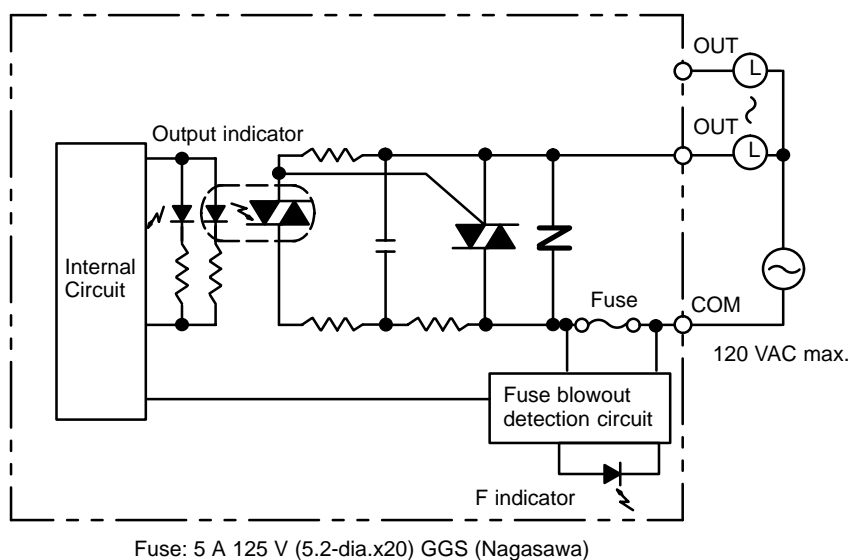 OUT
L
OUT
L
Output indicator
Internal
Circuit
Fuse
COM
120 VAC max.
Fuse blowout
detection circuit
F indicator
Fuse: 5 A 125 V (5.2-dia.x20) GGS (Nagasawa)